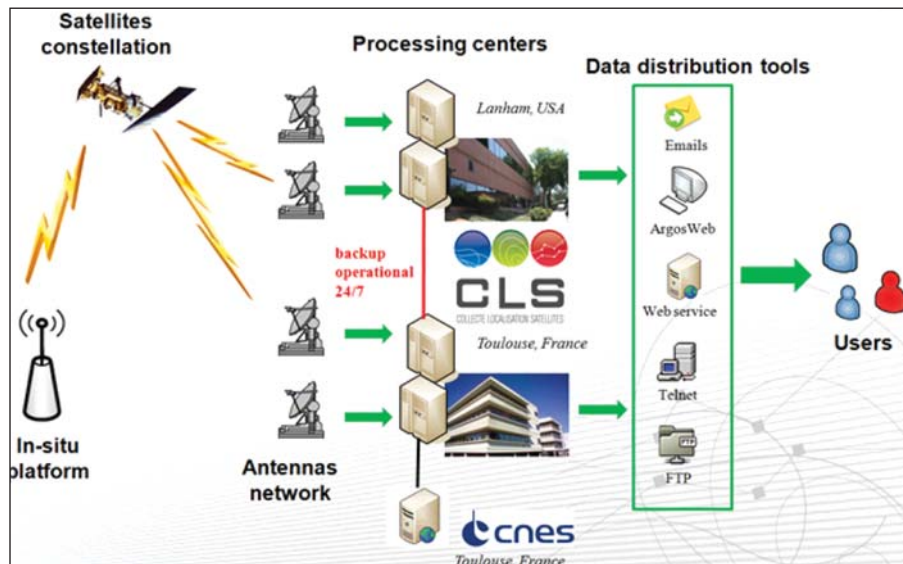 Satellites
constellation
Processing centers
Data distribution tools
Lanham, USA
Emails
ArgosWeb
backup
operational
24/7
CLS
COLLECTE LOCALISATION SATELLITES
Web service
Toulouse, France
Users
Telnet
In-situ
platform
Antennas
network
FTP
FTP
cnes
Toulouse, France